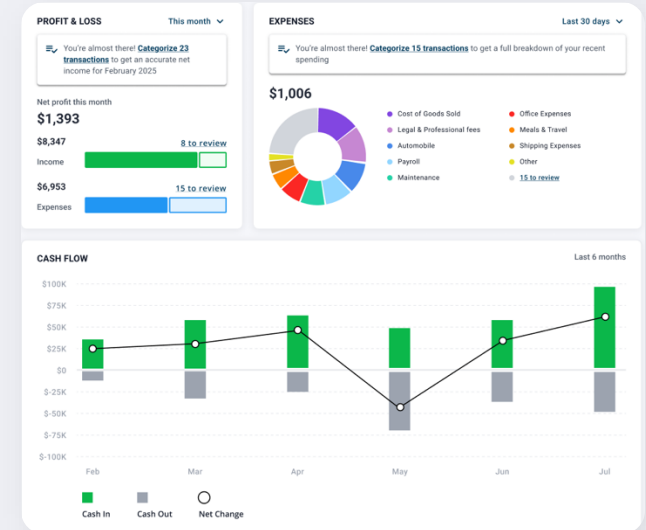 PROFIT & LOSS
This month
You're almost there! Categorize 23
transactions to get an accurate net
income for February 2025
Net profit this month
$1,393
$8,347
8 to review
Income
$6,953
15 to review
Expenses
EXPENSES
Last 30 days
You're almost there! Categorize 15 transactions to get a full breakdown of your recent
spending
$1,006
Cost of Goods Sold
Legal & Professional fees
Automobile
Payroll
Maintenance
Office Expenses
Meals & Travel
Shipping Expenses
Other
15 to review
CASH FLOW
Last 6 months
$100K
$75K
$50K
$25K
$0
$-25K
$-50K
$-75K
$-100K
Feb Mar Apr May Jun Jul
Cash In Cash Out Net Change